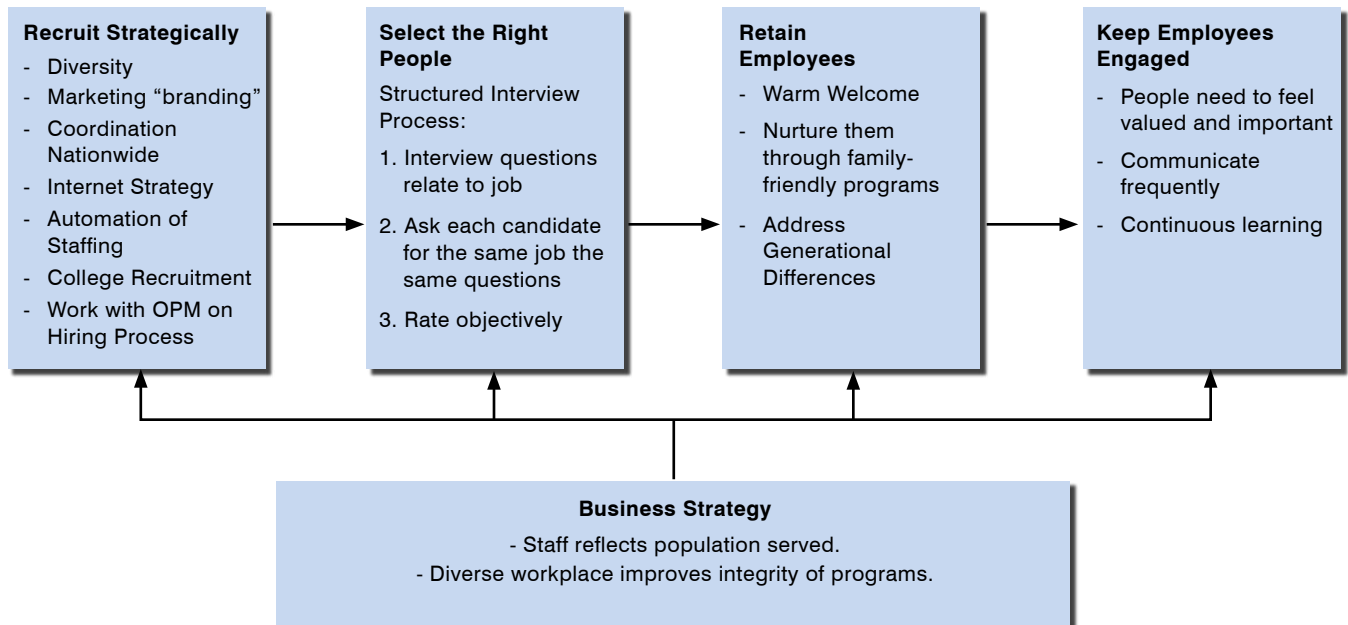 Recruit Strategically
- Diversity
- Marketing “branding”
- Coordination
Nationwide
- Internet Strategy
- Automation of
Staffing
- College Recruitment
- Work with OPM on
Hiring Process
Select the Right
People
Structured Interview
Process:
1. Interview questions
relate to job
2. Ask each candidate
for the same job the
same questions
3. Rate objectively
Retain
Employees
- Warm Welcome
- Nurture them
through family-
friendly programs
- Address
Generational
Differences
Keep Employees
Engaged
- People need to feel
valued and important
- Communicate
frequently
- Continuous learning
Business Strategy
- Staff reflects population served.
- Diverse workplace improves integrity of programs.